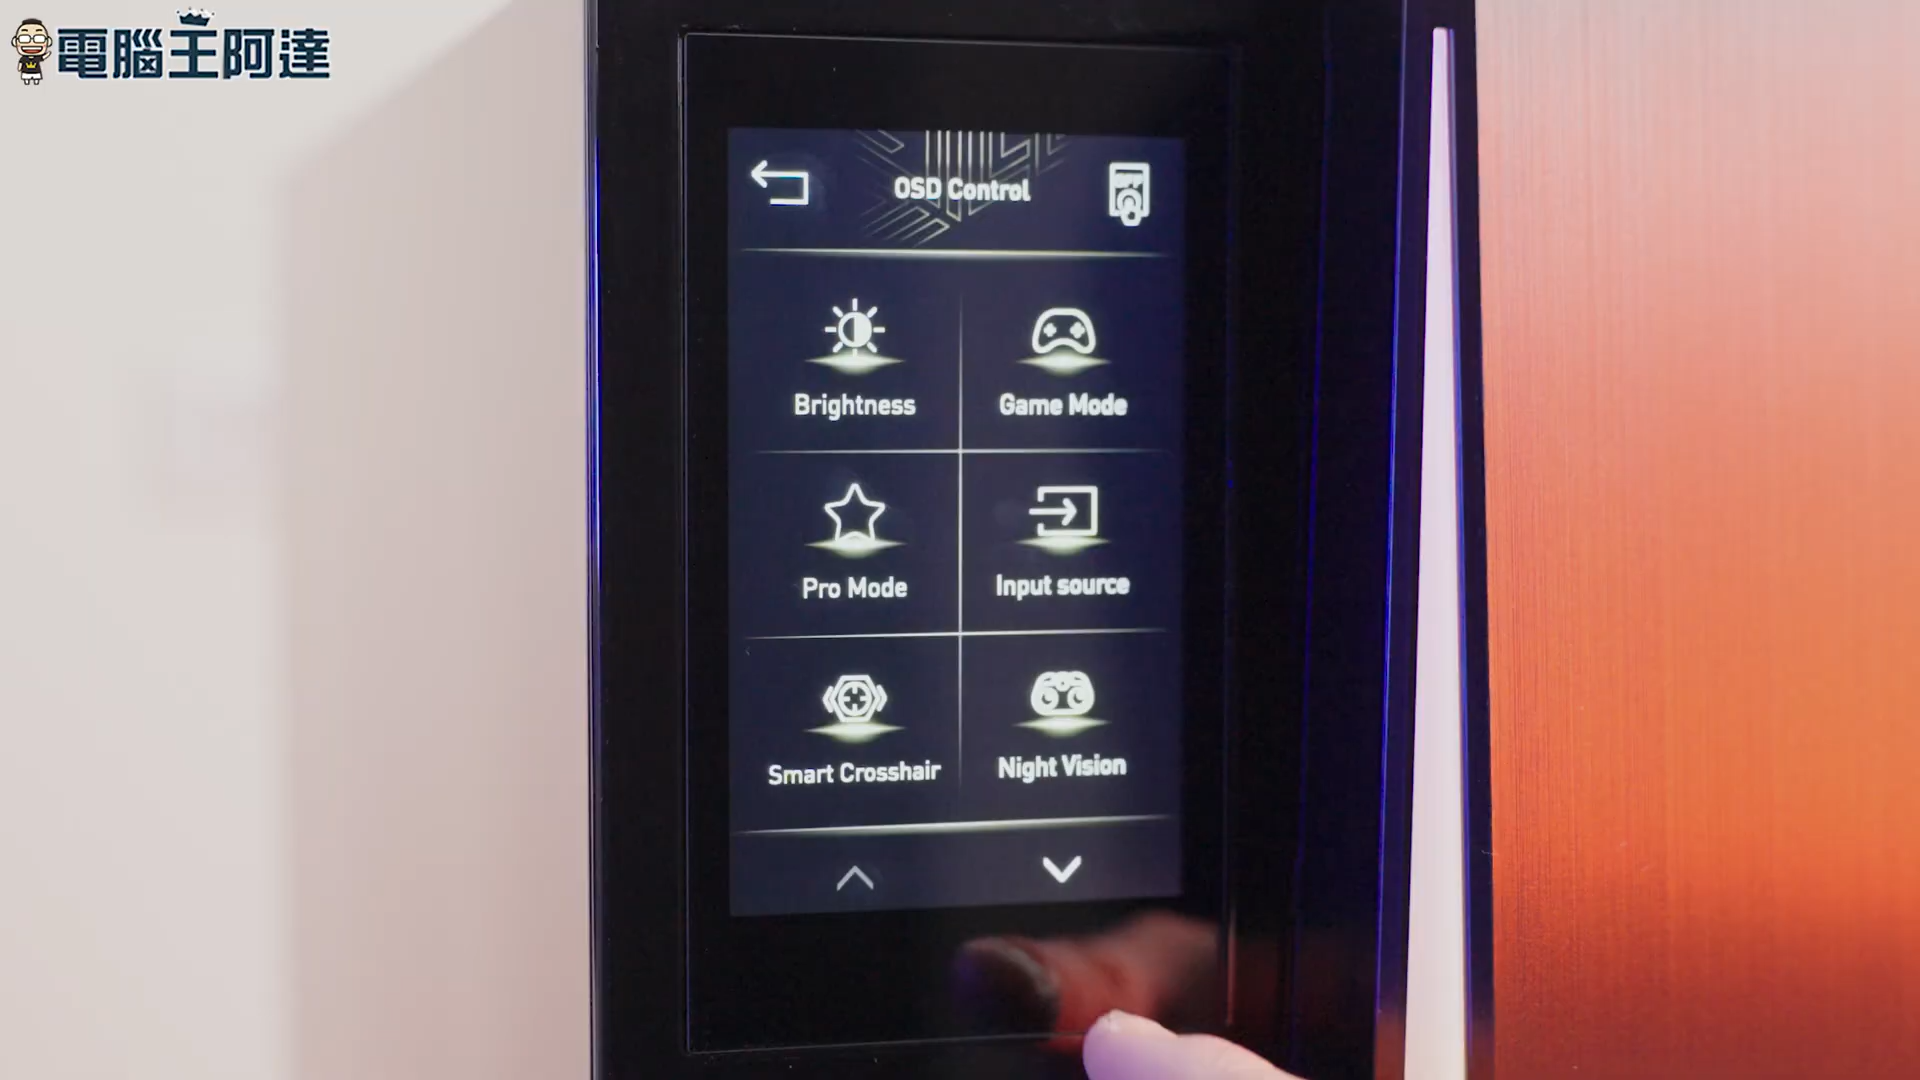 電腦王阿達
OSD Control
Brightness
Game Mode
Pro Mode
Input source
Smart Crosshair
Night Vision